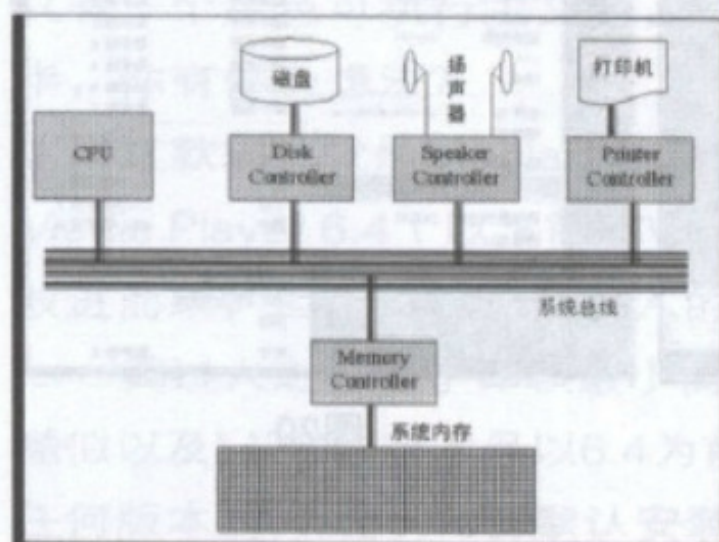 磁盘
扬声器
打印机
CPU
Disk
Controller
Speaker
Controller
Printer
Controller
系统总线
Memory
Controller
系统内存